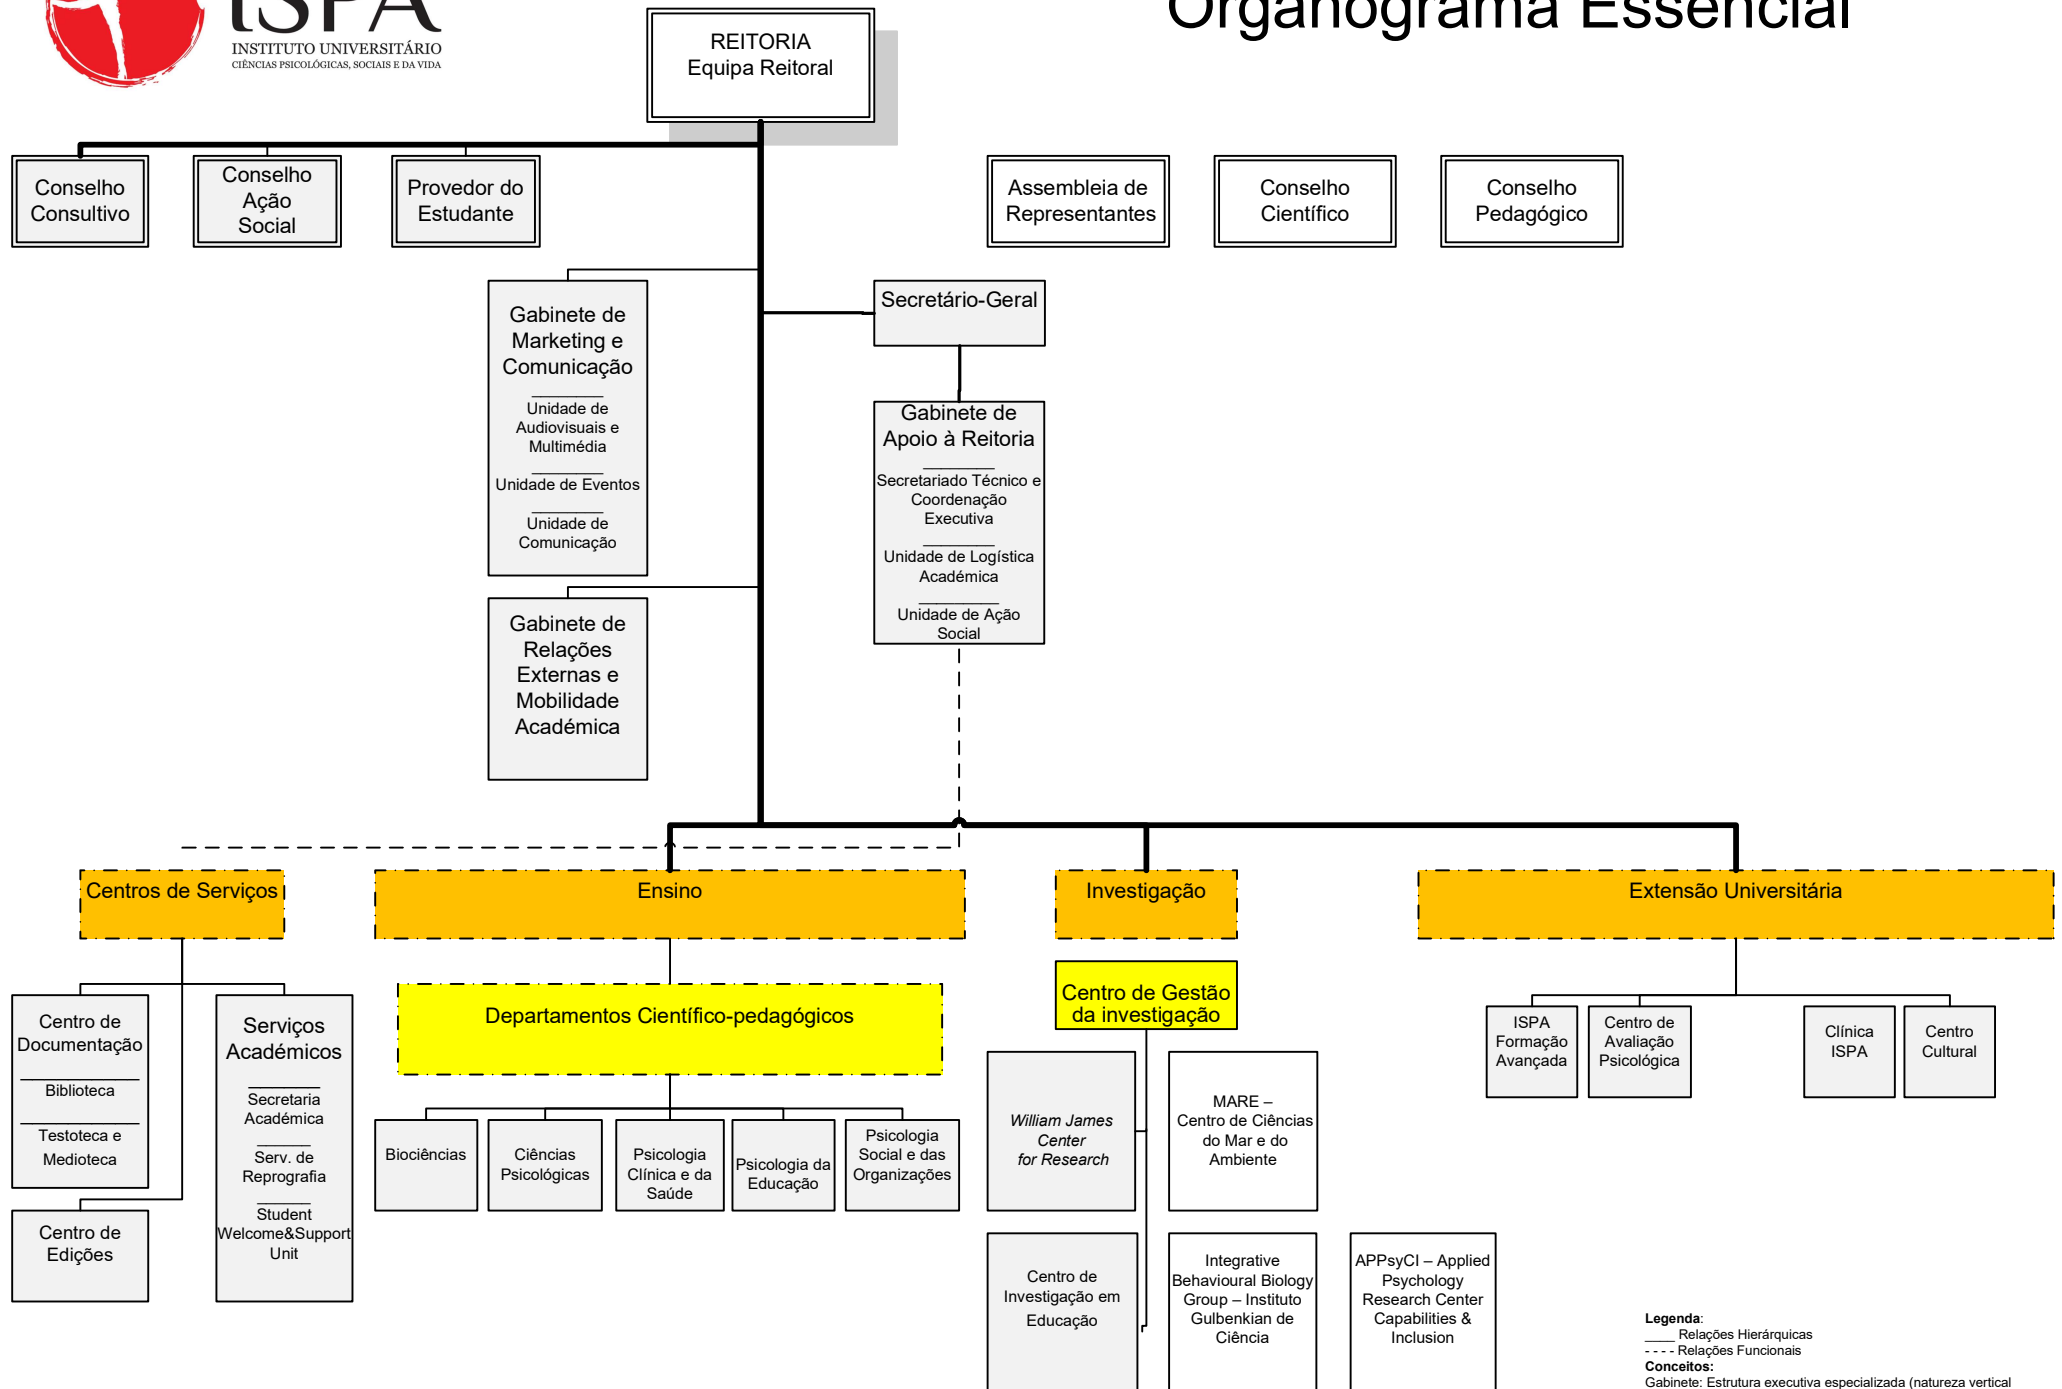 ISPA
INSTITUTO UNIVERSITÁRIO
CIÊNCIAS PSICOLÓGICAS, SOCIAIS E DA VIDA
Organograma Essencial
REITORIA
Equipa Reitoral
Conselho
Consultivo
Conselho
Ação
Social
Provedor do
Estudante
Assembleia de
Representantes
Conselho
Científico
Conselho
Pedagógico
Gabinete de
Marketing e
Comunicação
Unidade de
Audiovisuais e
Multimédia
Unidade de Eventos
Unidade de
Comunicação
Secretário-Geral
Gabinete de
Apoio à Reitoria
Secretariado Técnico e
Coordenação
Executiva
Unidade de Logística
Académica
Unidade de Ação
Social
Gabinete de
Relações
Externas e
Mobilidade
Académica
Centros de Serviços
Ensino
Investigação
Extensão Universitária
Centro de
Documentação
Biblioteca
Testoteca e
Medioteca
Centro de
Edições
Serviços
Académicos
Secretaria
Académica
Serv. de
Reprografia
Student
Welcome&Support
Unit
Departamentos Científico-pedagógicos
Biociências
Ciências
Psicológicas
Psicologia
Clínica e da
Saúde
Psicologia da
Educação
Psicologia
Social e das
Organizações
Centro de Gestão
da investigação
William James
Center
for Research
MARE –
Centro de Ciências
do Mar e do
Ambiente
Centro de
Investigação em
Educação
Integrative
Behavioural Biology
Group – Instituto
Gulbenkian de
Ciência
APPsyCI – Applied
Psychology
Research Center
Capabilities &
Inclusion
ISPA
Formação
Avançada
Centro de
Avaliação
Psicológica
Clínica
ISPA
Centro
Cultural
Legenda:
____ Relações Hierárquicas
- - - - Relações Funcionais
Conceitos:
Gabinete: Estrutura executiva especializada (natureza vertical